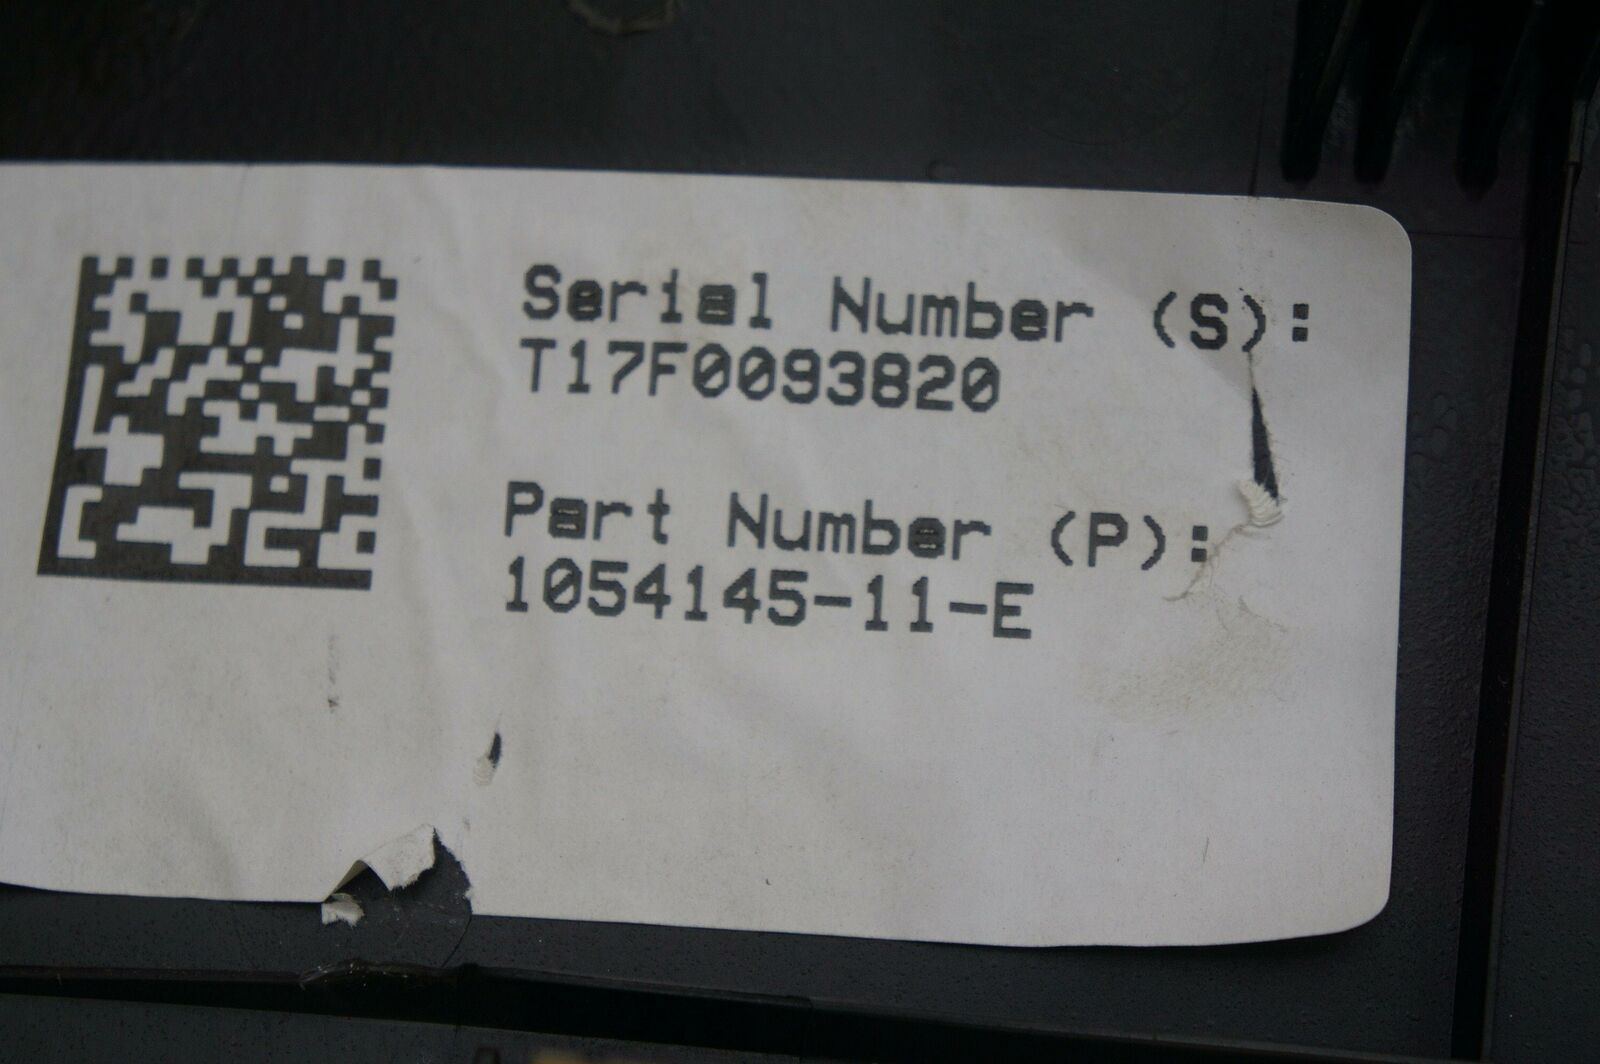 Serial Number (S):
T17F0093820
Part Number (P):
1054145-11-E